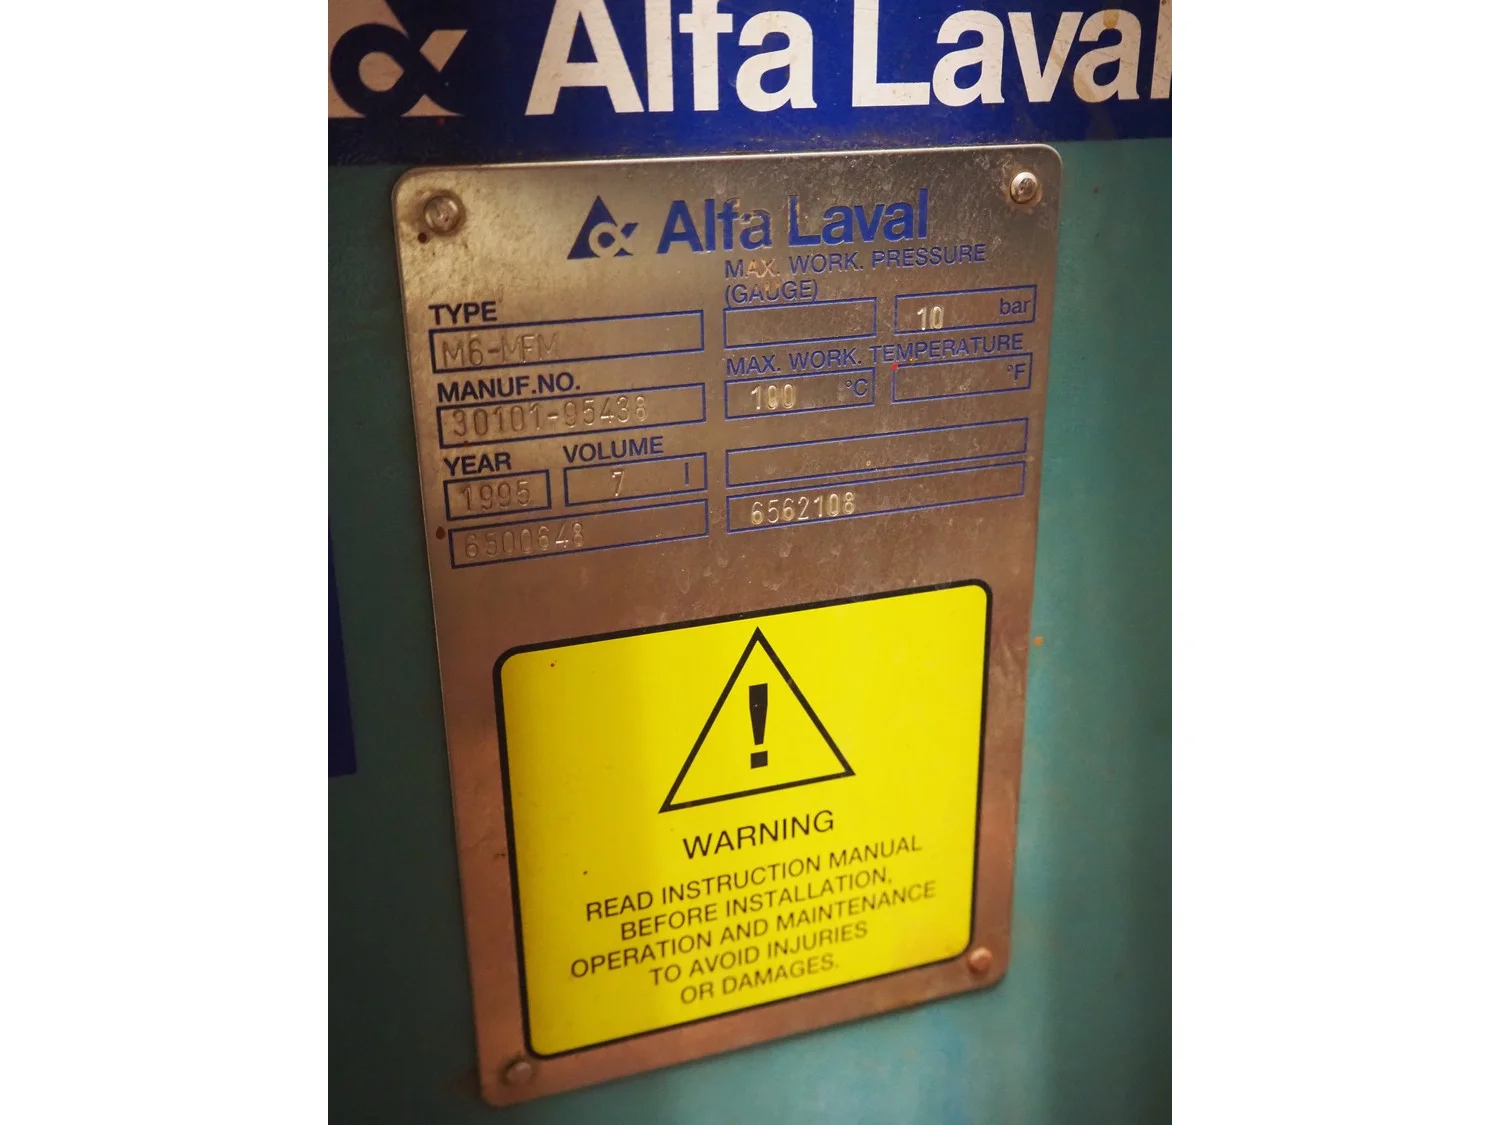 Alfa Laval
Alfa Laval
MAX. WORK. PRESSURE
(GAUGE)
TYPE
10 bar
M6-MFM
MAX. WORK. TEMPERATURE
MANUF.NO.
100 °C °F
30101-95438
YEAR VOLUME
1995 7 l
6500648 6562108
!
WARNING
READ INSTRUCTION MANUAL
BEFORE INSTALLATION,
OPERATION AND MAINTENANCE
TO AVOID INJURIES
OR DAMAGES.